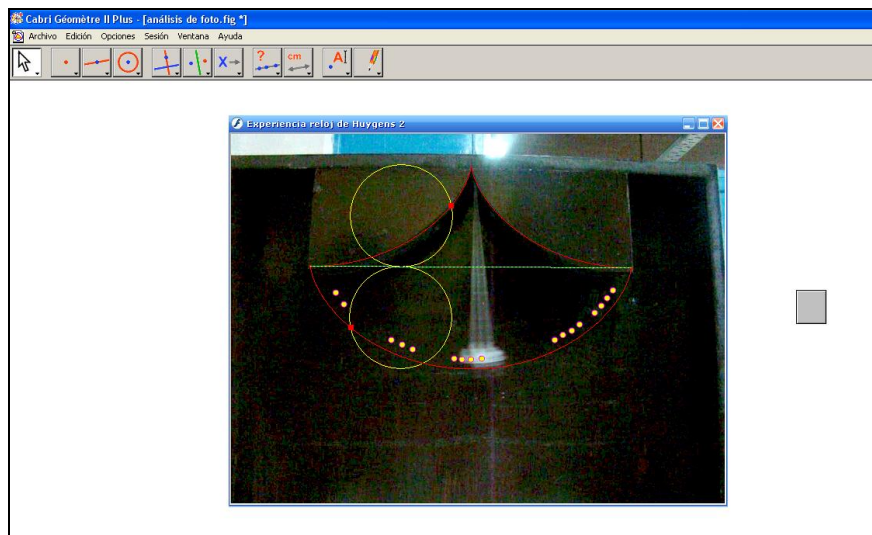 Cabri Géomètre II Plus - [análisis de foto.fig *]
Archivo Edición Opciones Sesión Ventana Ayuda
X
?
cm
A
Experiencia reloj de Huygens 2